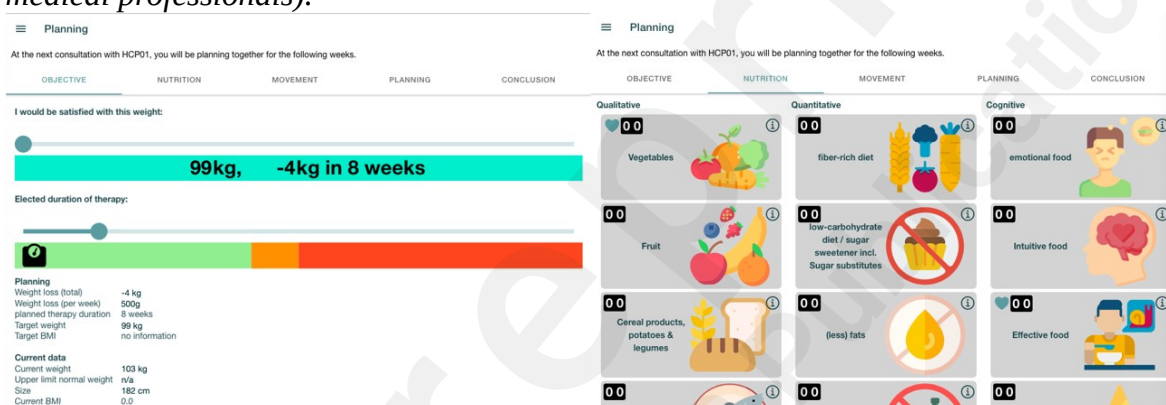 medical professionals).
Planning
At the next consultation with HCP01, you will be planning together for the following weeks.
OBJECTIVE NUTRITION MOVEMENT PLANNING CONCLUSION
I would be satisfied with this weight:
99kg, -4kg in 8 weeks
Elected duration of therapy:
Planning
Weight loss (total) -4 kg
Weight loss (per week) 500g
planned therapy duration 8 weeks
Target weight 99 kg
Target BMI no information
Current data
Current weight 103 kg
Upper limit normal weight n/a
Size 182 cm
Current BMI 0.0
Planning
At the next consultation with HCP01, you will be planning together for the following weeks.
OBJECTIVE NUTRITION MOVEMENT PLANNING CONCLUSION
Qualitative Quantitative Cognitive
0 0 i 0 0 i 0 0 i
Vegetables fiber-rich diet emotional food
0 0 i 0 0 i 0 0 i
Fruit
low-carbohydrate
diet / sugar
sweetener incl.
Sugar substitutes
Intuitive food
0 0 i 0 0 i 0 0 i
Cereal products,
potatoes &
legumes
(less) fats
Effective food
0 0 i 0 0 i 0 0 i